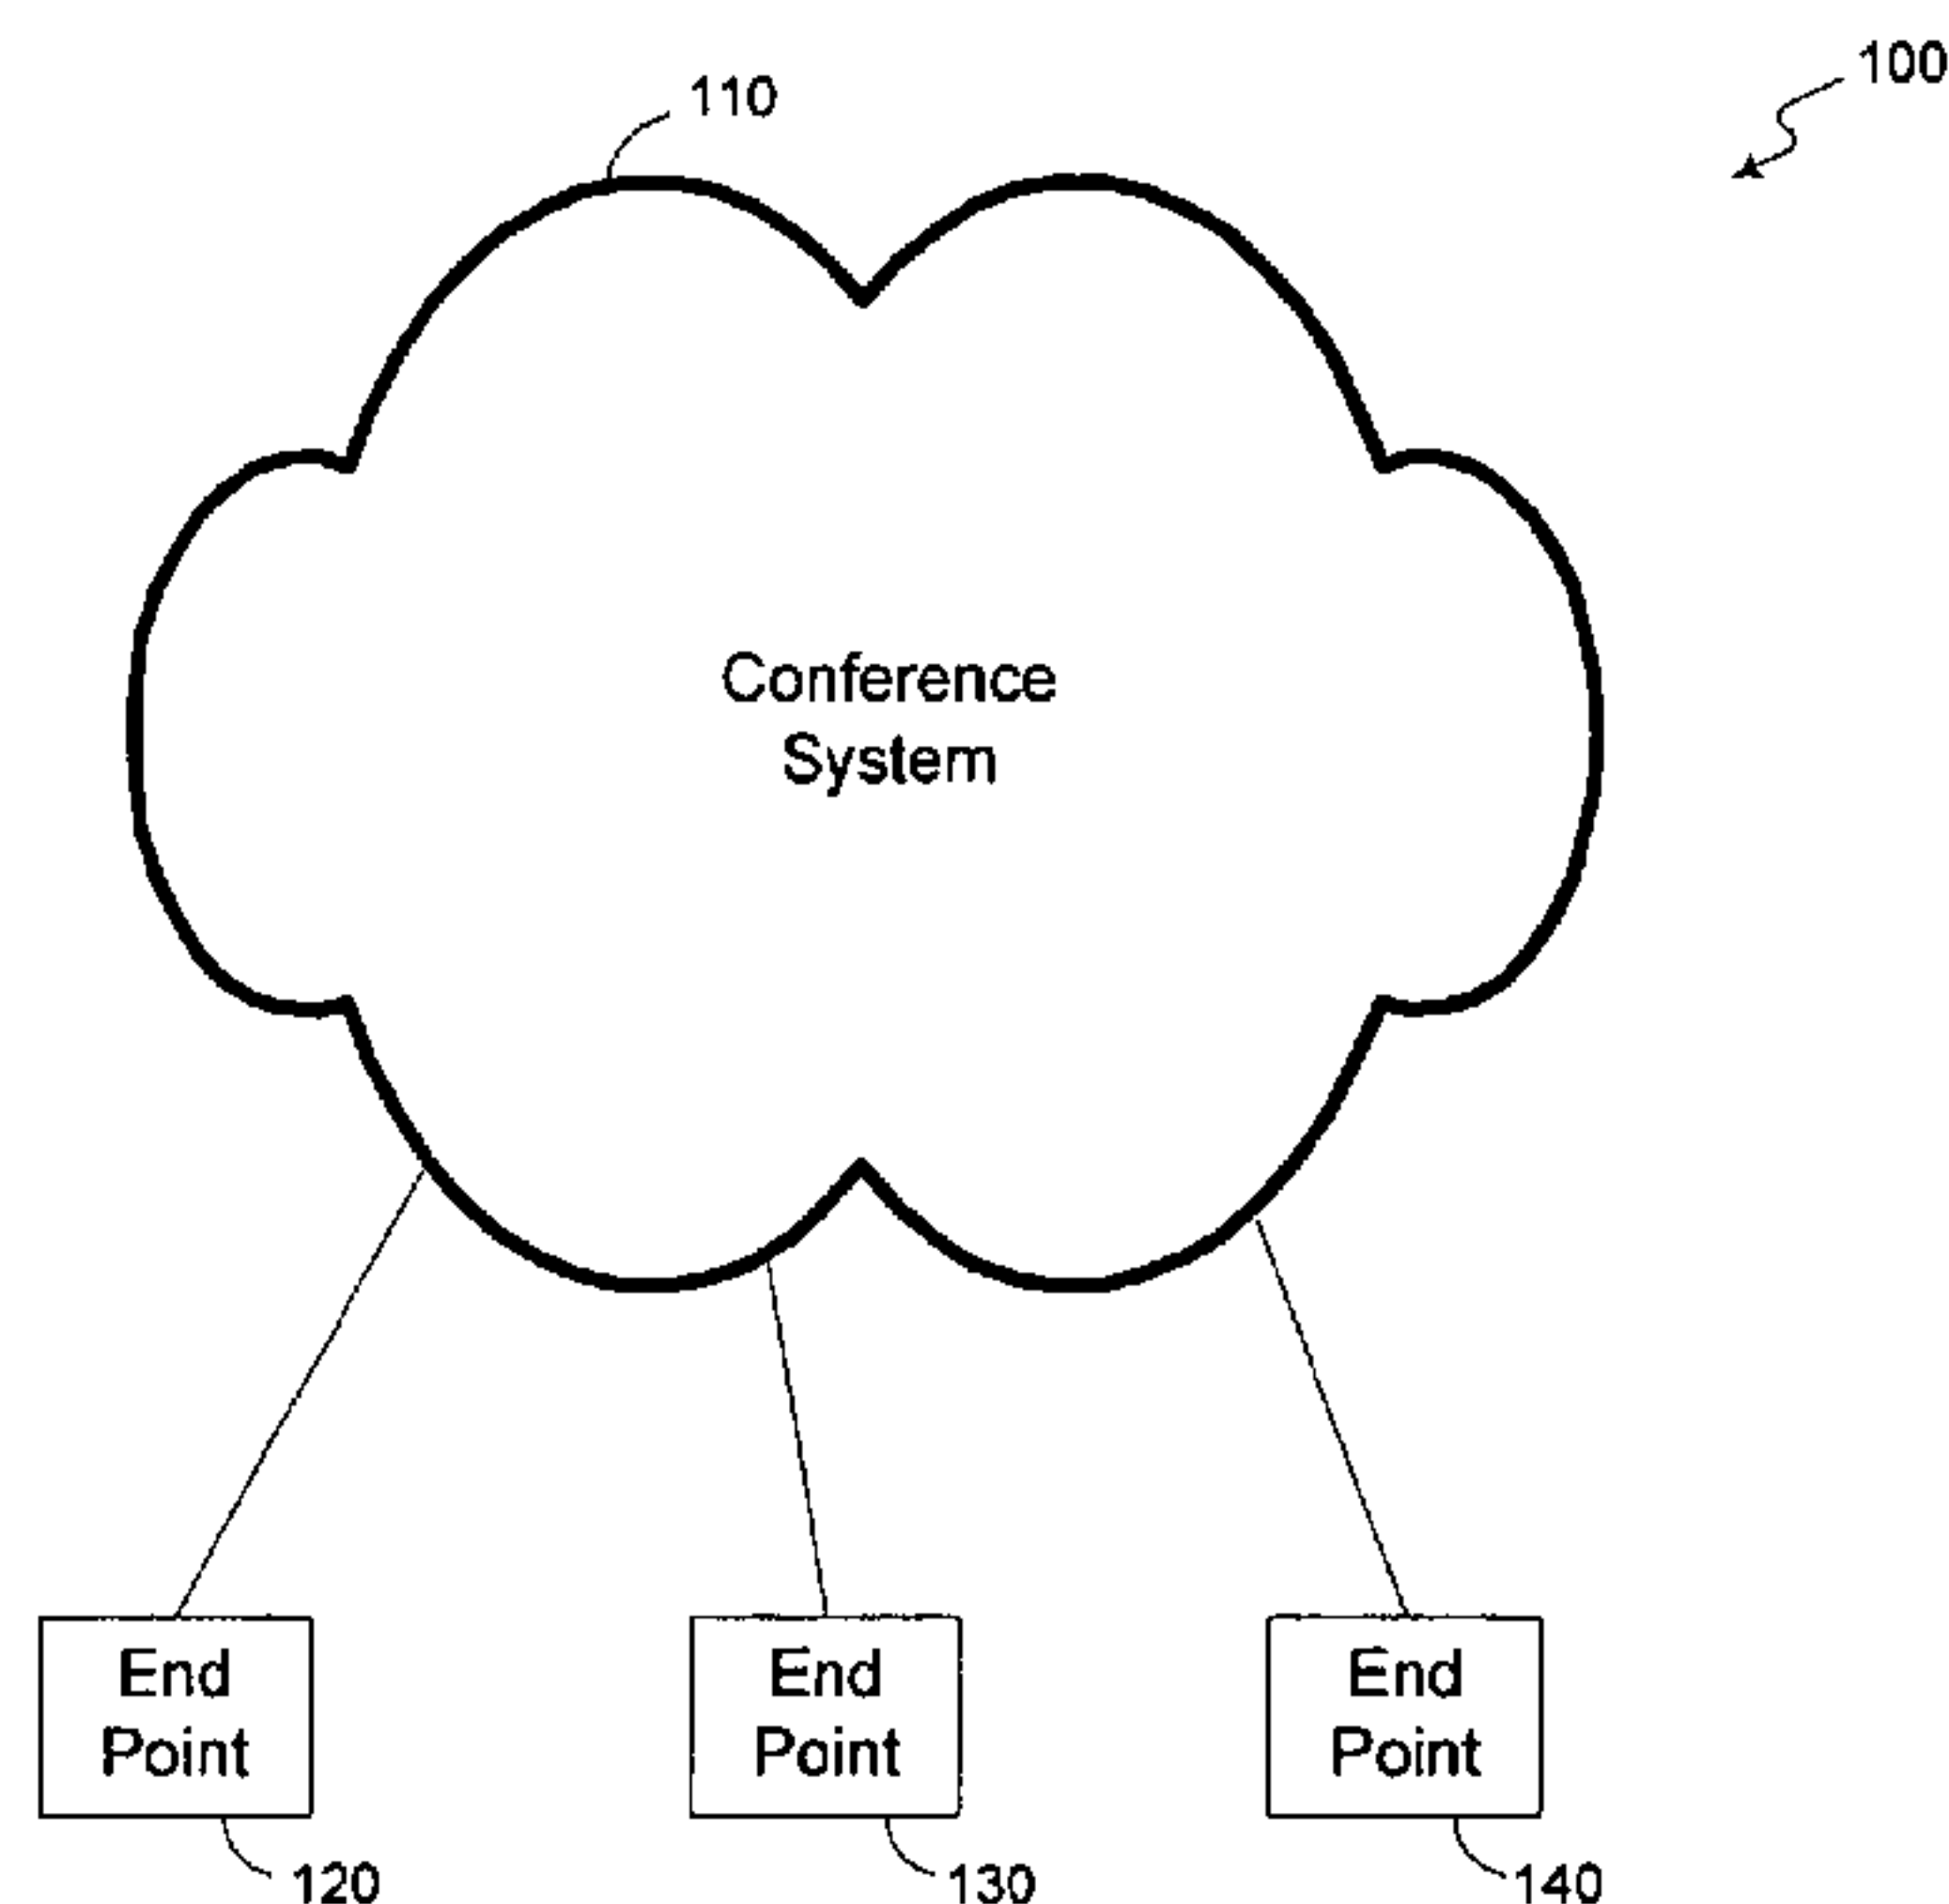 100
110
Conference
System
End
Point
End
Point
End
Point
120
130
140